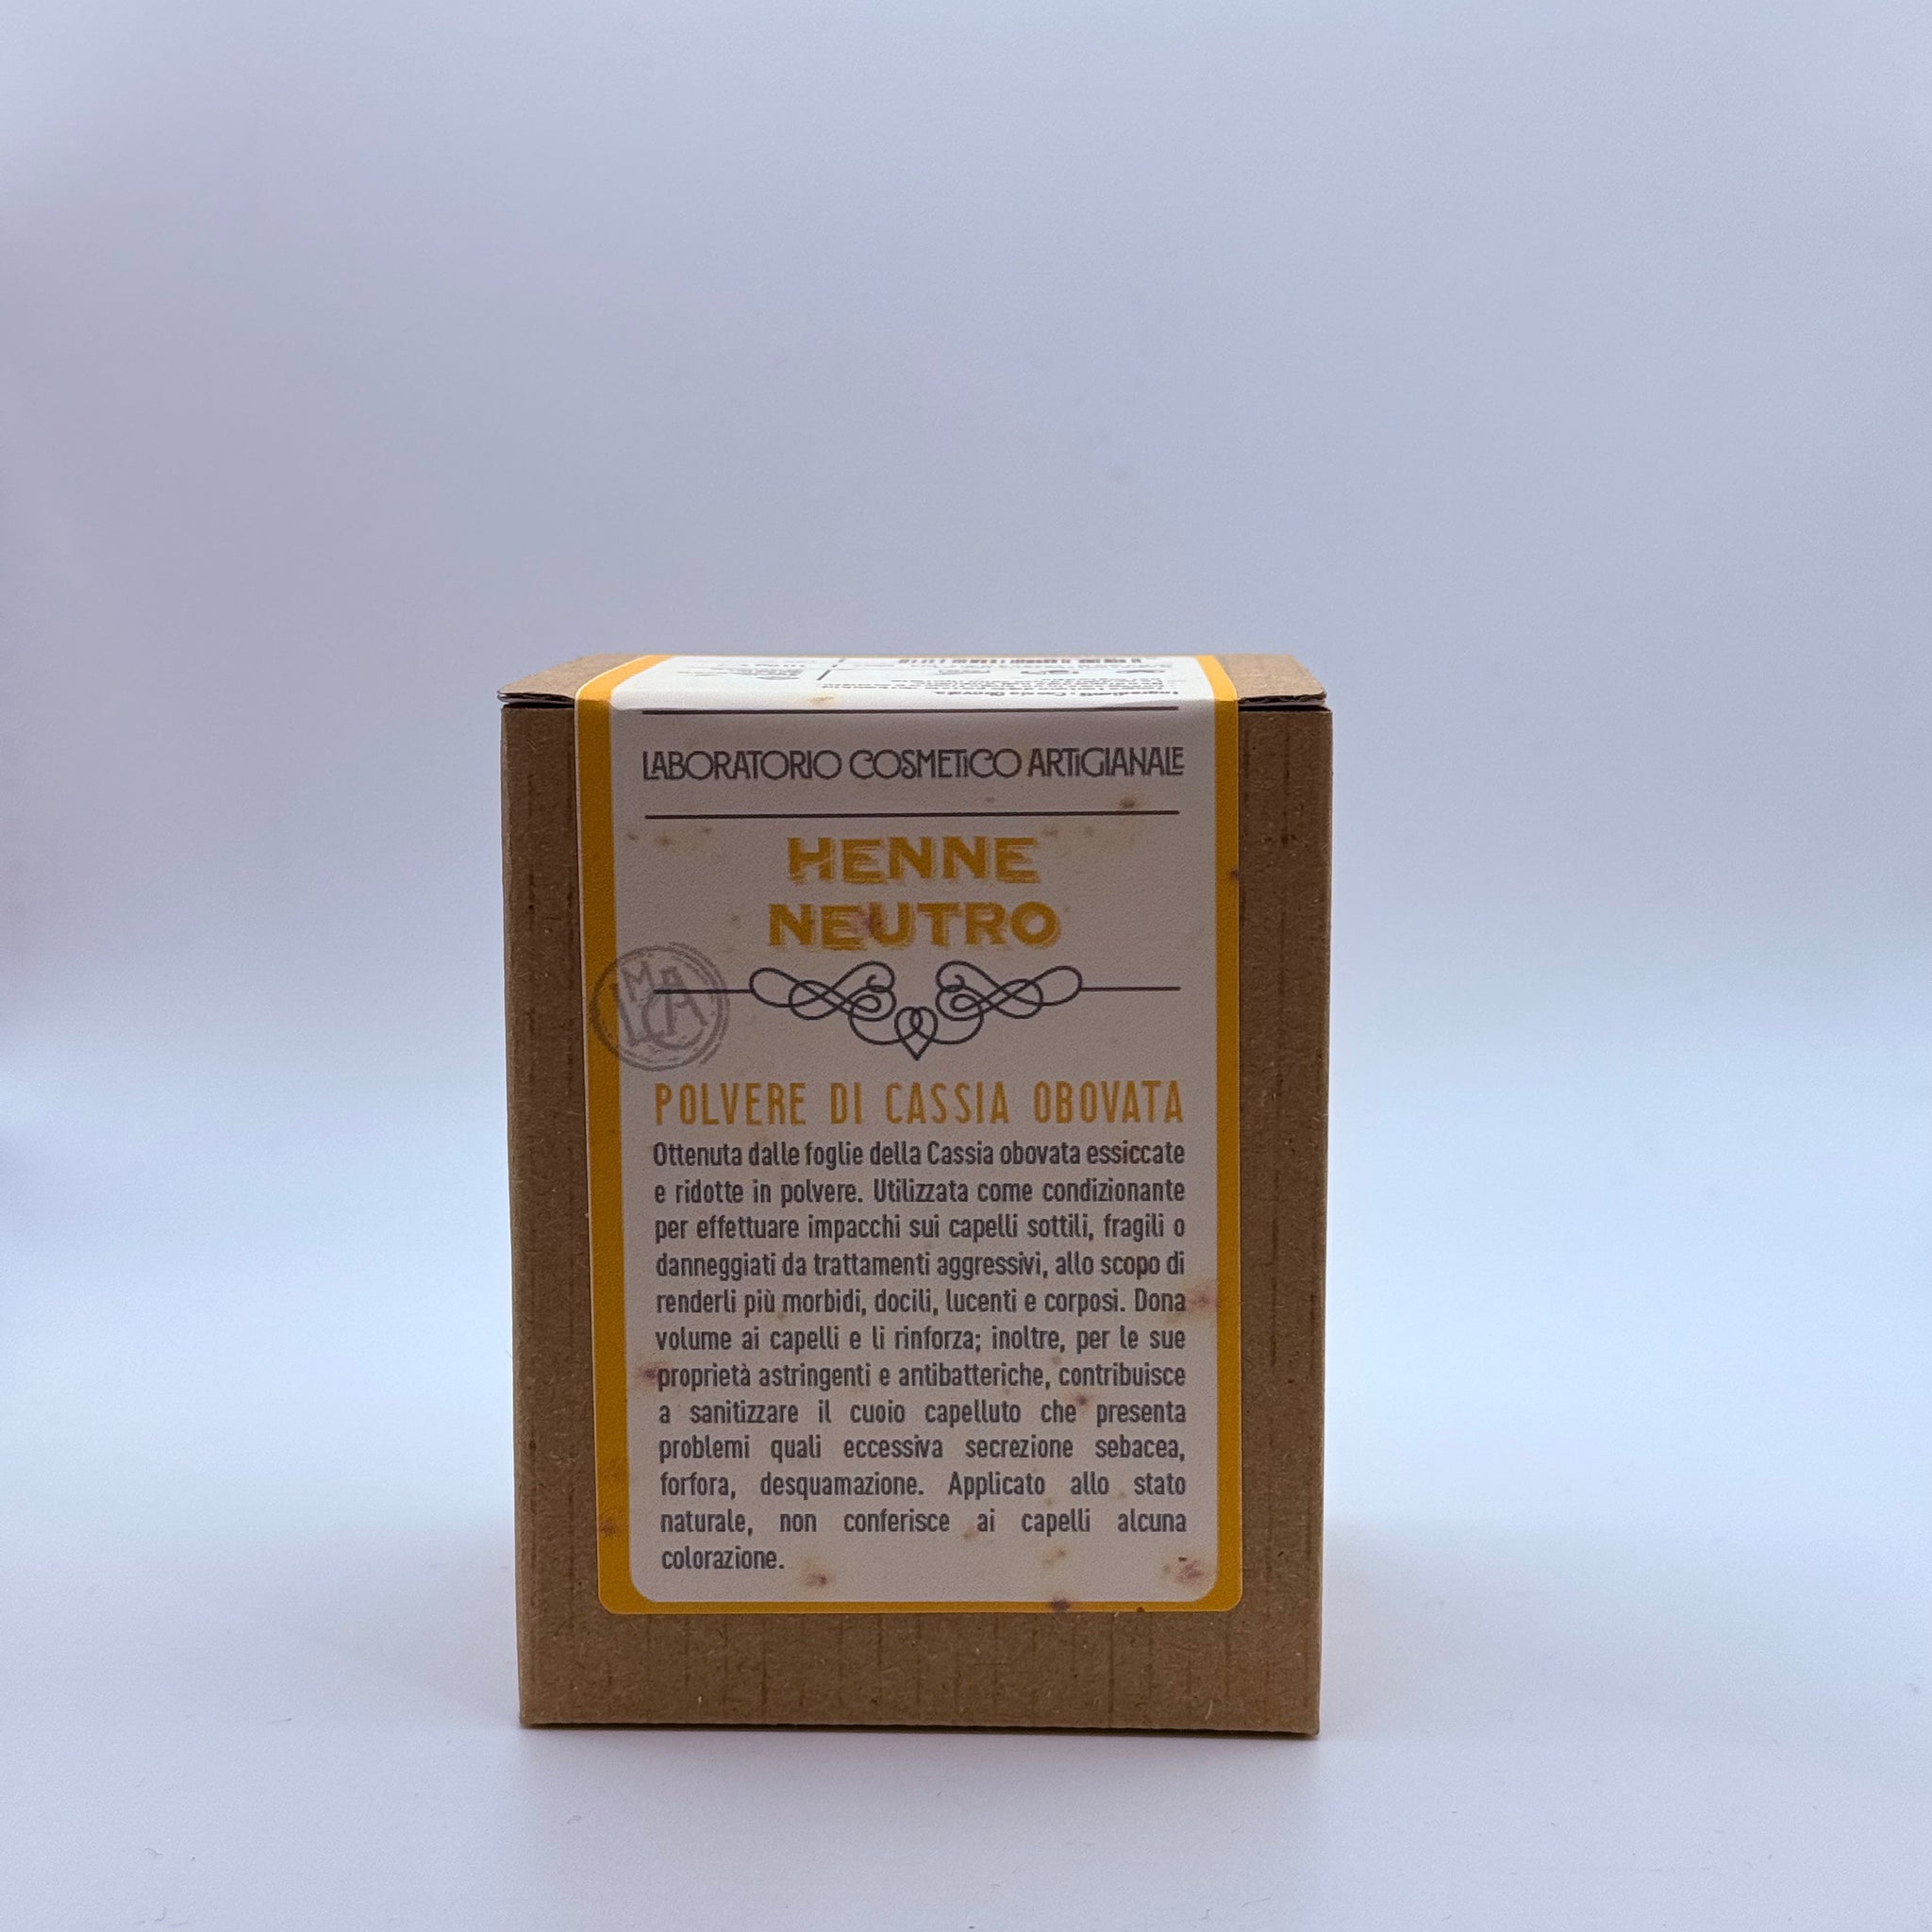 Ingredienti: Cassia Obovata.
LABORATORIO COSMETICO ARTIGIANALE
HENNE
NEUTRO
LMCA
POLVERE DI CASSIA OBOVATA
Ottenuta dalle foglie della Cassia obovata essiccate
e ridotte in polvere. Utilizzata come condizionante
per effettuare impacchi sui capelli sottili, fragili o
danneggiati da trattamenti aggressivi, allo scopo di
renderli più morbidi, docili, lucenti e corposi. Dona
volume ai capelli e li rinforza; inoltre, per le sue
proprietà astringenti e antibatteriche, contribuisce
a sanitizzare il cuoio capelluto che presenta
problemi quali eccessiva secrezione sebacea,
forfora, desquamazione. Applicato allo stato
naturale, non conferisce ai capelli alcuna
colorazione.